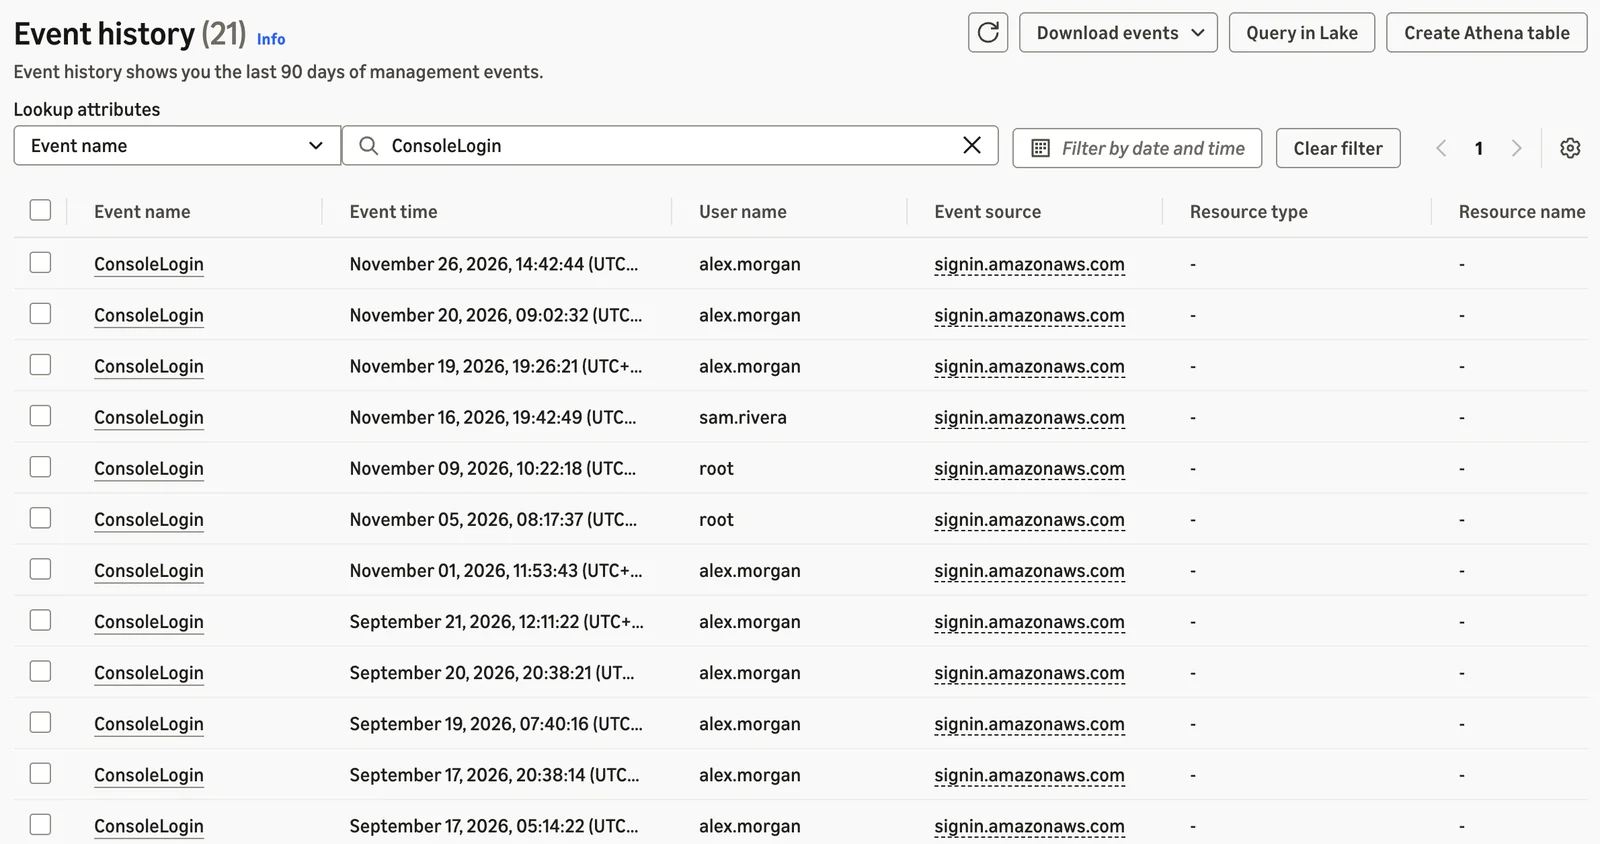 Event history (21) Info
Download events
Query in Lake
Create Athena table
Event history shows you the last 90 days of management events.
Lookup attributes
Event name
ConsoleLogin
Filter by date and time
Clear filter
1
Event name Event time User name Event source Resource type Resource name
ConsoleLogin November 26, 2026, 14:42:44 (UTC... alex.morgan signin.amazonaws.com - -
ConsoleLogin November 20, 2026, 09:02:32 (UTC... alex.morgan signin.amazonaws.com - -
ConsoleLogin November 19, 2026, 19:26:21 (UTC+... alex.morgan signin.amazonaws.com - -
ConsoleLogin November 16, 2026, 19:42:49 (UTC... sam.rivera signin.amazonaws.com - -
ConsoleLogin November 09, 2026, 10:22:18 (UTC... root signin.amazonaws.com - -
ConsoleLogin November 05, 2026, 08:17:37 (UTC... root signin.amazonaws.com - -
ConsoleLogin November 01, 2026, 11:53:43 (UTC+... alex.morgan signin.amazonaws.com - -
ConsoleLogin September 21, 2026, 12:11:22 (UTC+... alex.morgan signin.amazonaws.com - -
ConsoleLogin September 20, 2026, 20:38:21 (UT... alex.morgan signin.amazonaws.com - -
ConsoleLogin September 19, 2026, 07:40:16 (UTC... alex.morgan signin.amazonaws.com - -
ConsoleLogin September 17, 2026, 20:38:14 (UTC... alex.morgan signin.amazonaws.com - -
ConsoleLogin September 17, 2026, 05:14:22 (UTC... alex.morgan signin.amazonaws.com - -